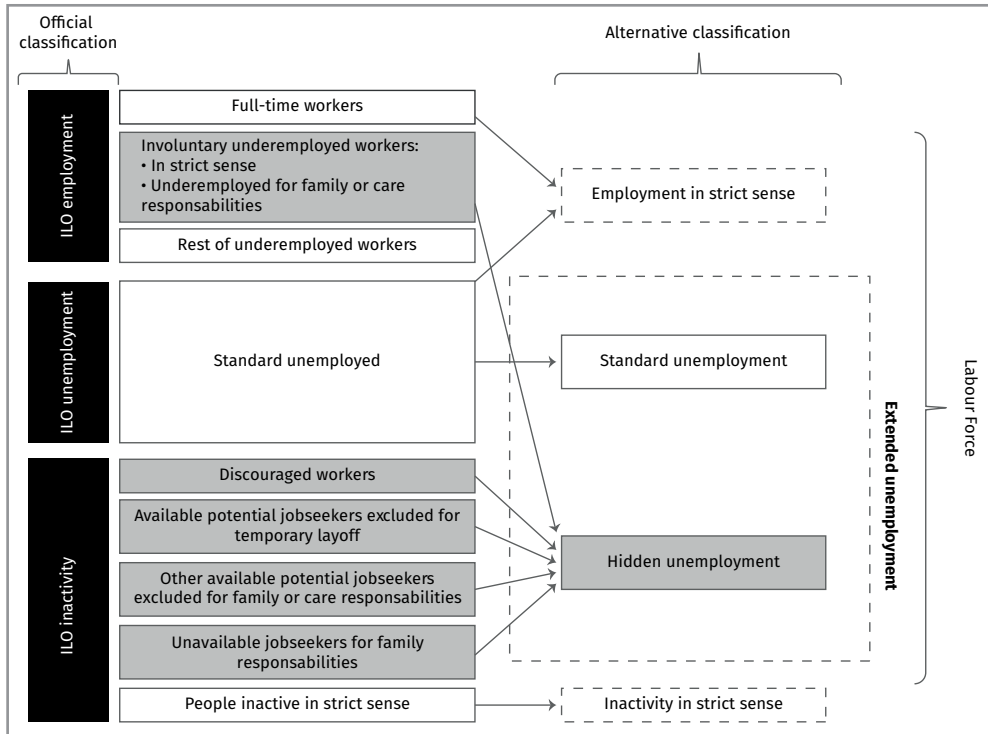 Official
classification
Alternative classification
ILO employment
Full-time workers
Involuntary underemployed workers:
• In strict sense
• Underemployed for family or care
responsabilities
Rest of underemployed workers
Employment in strict sense
ILO unemployment
Standard unemployed
Standard unemployment
ILO inactivity
Discouraged workers
Available potential jobseekers excluded for
temporary layoff
Other available potential jobseekers
excluded for family or care responsabilities
Unavailable jobseekers for family
responsabilities
People inactive in strict sense
Hidden unemployment
Inactivity in strict sense
Extended unemployment
Labour Force